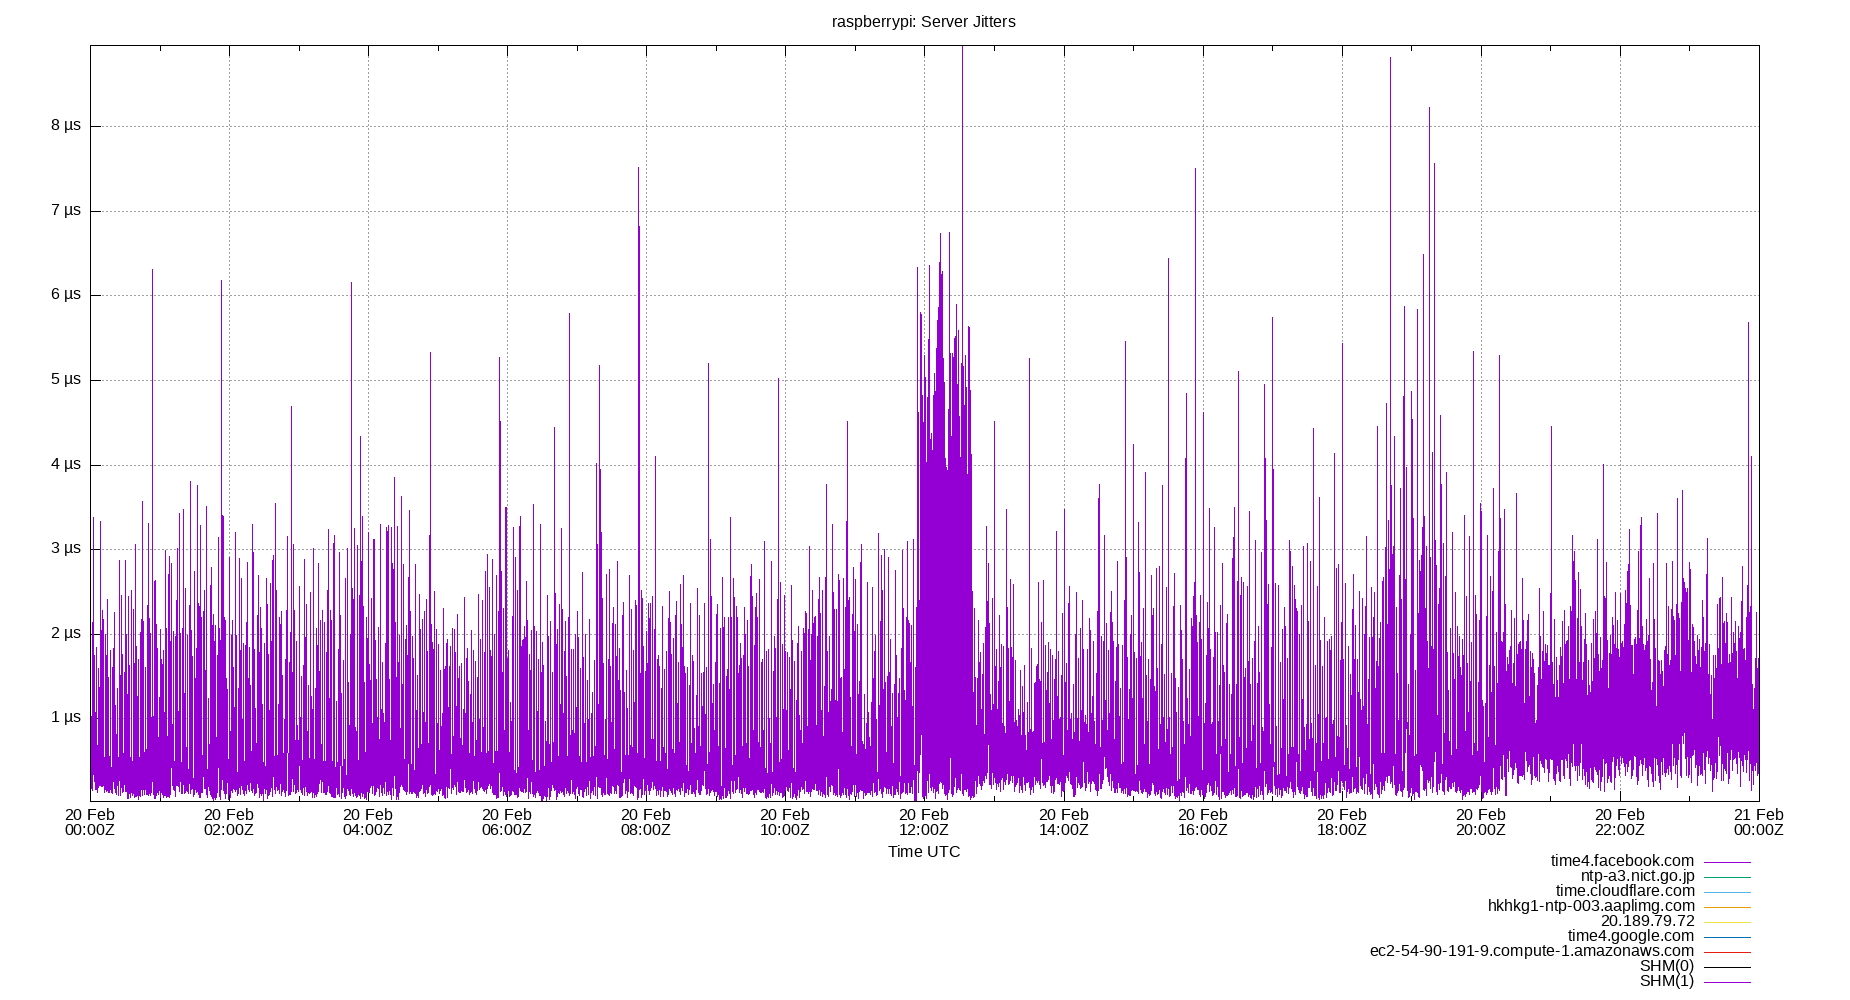 raspberrypi: Server Jitters
8 µs
7 µs
6 µs
5 µs
4 µs
3 µs
2 µs
1 µs
20 Feb 20 Feb 20 Feb 20 Feb 20 Feb 20 Feb 20 Feb 20 Feb 20 Feb 20 Feb 20 Feb 20 Feb 21 Feb
00:00Z 02:00Z 04:00Z 06:00Z 08:00Z 10:00Z 12:00Z 14:00Z 16:00Z 18:00Z 20:00Z 22:00Z 00:00Z
Time UTC
time4.facebook.com
ntp-a3.nict.go.jp
time.cloudflare.com
hkhkg1-ntp-003.aaplimg.com
20.189.79.72
time4.google.com
ec2-54-90-191-9.compute-1.amazonaws.com
SHM(0)
SHM(1)